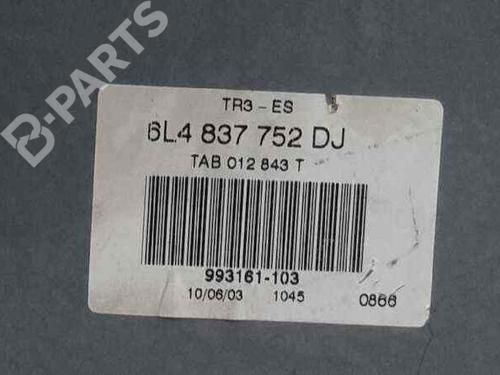 B-PARTS
TR3 - ES
6L4 837 752 DJ
TAB 012 843 T
993161-103
10/06/03 1045 0866